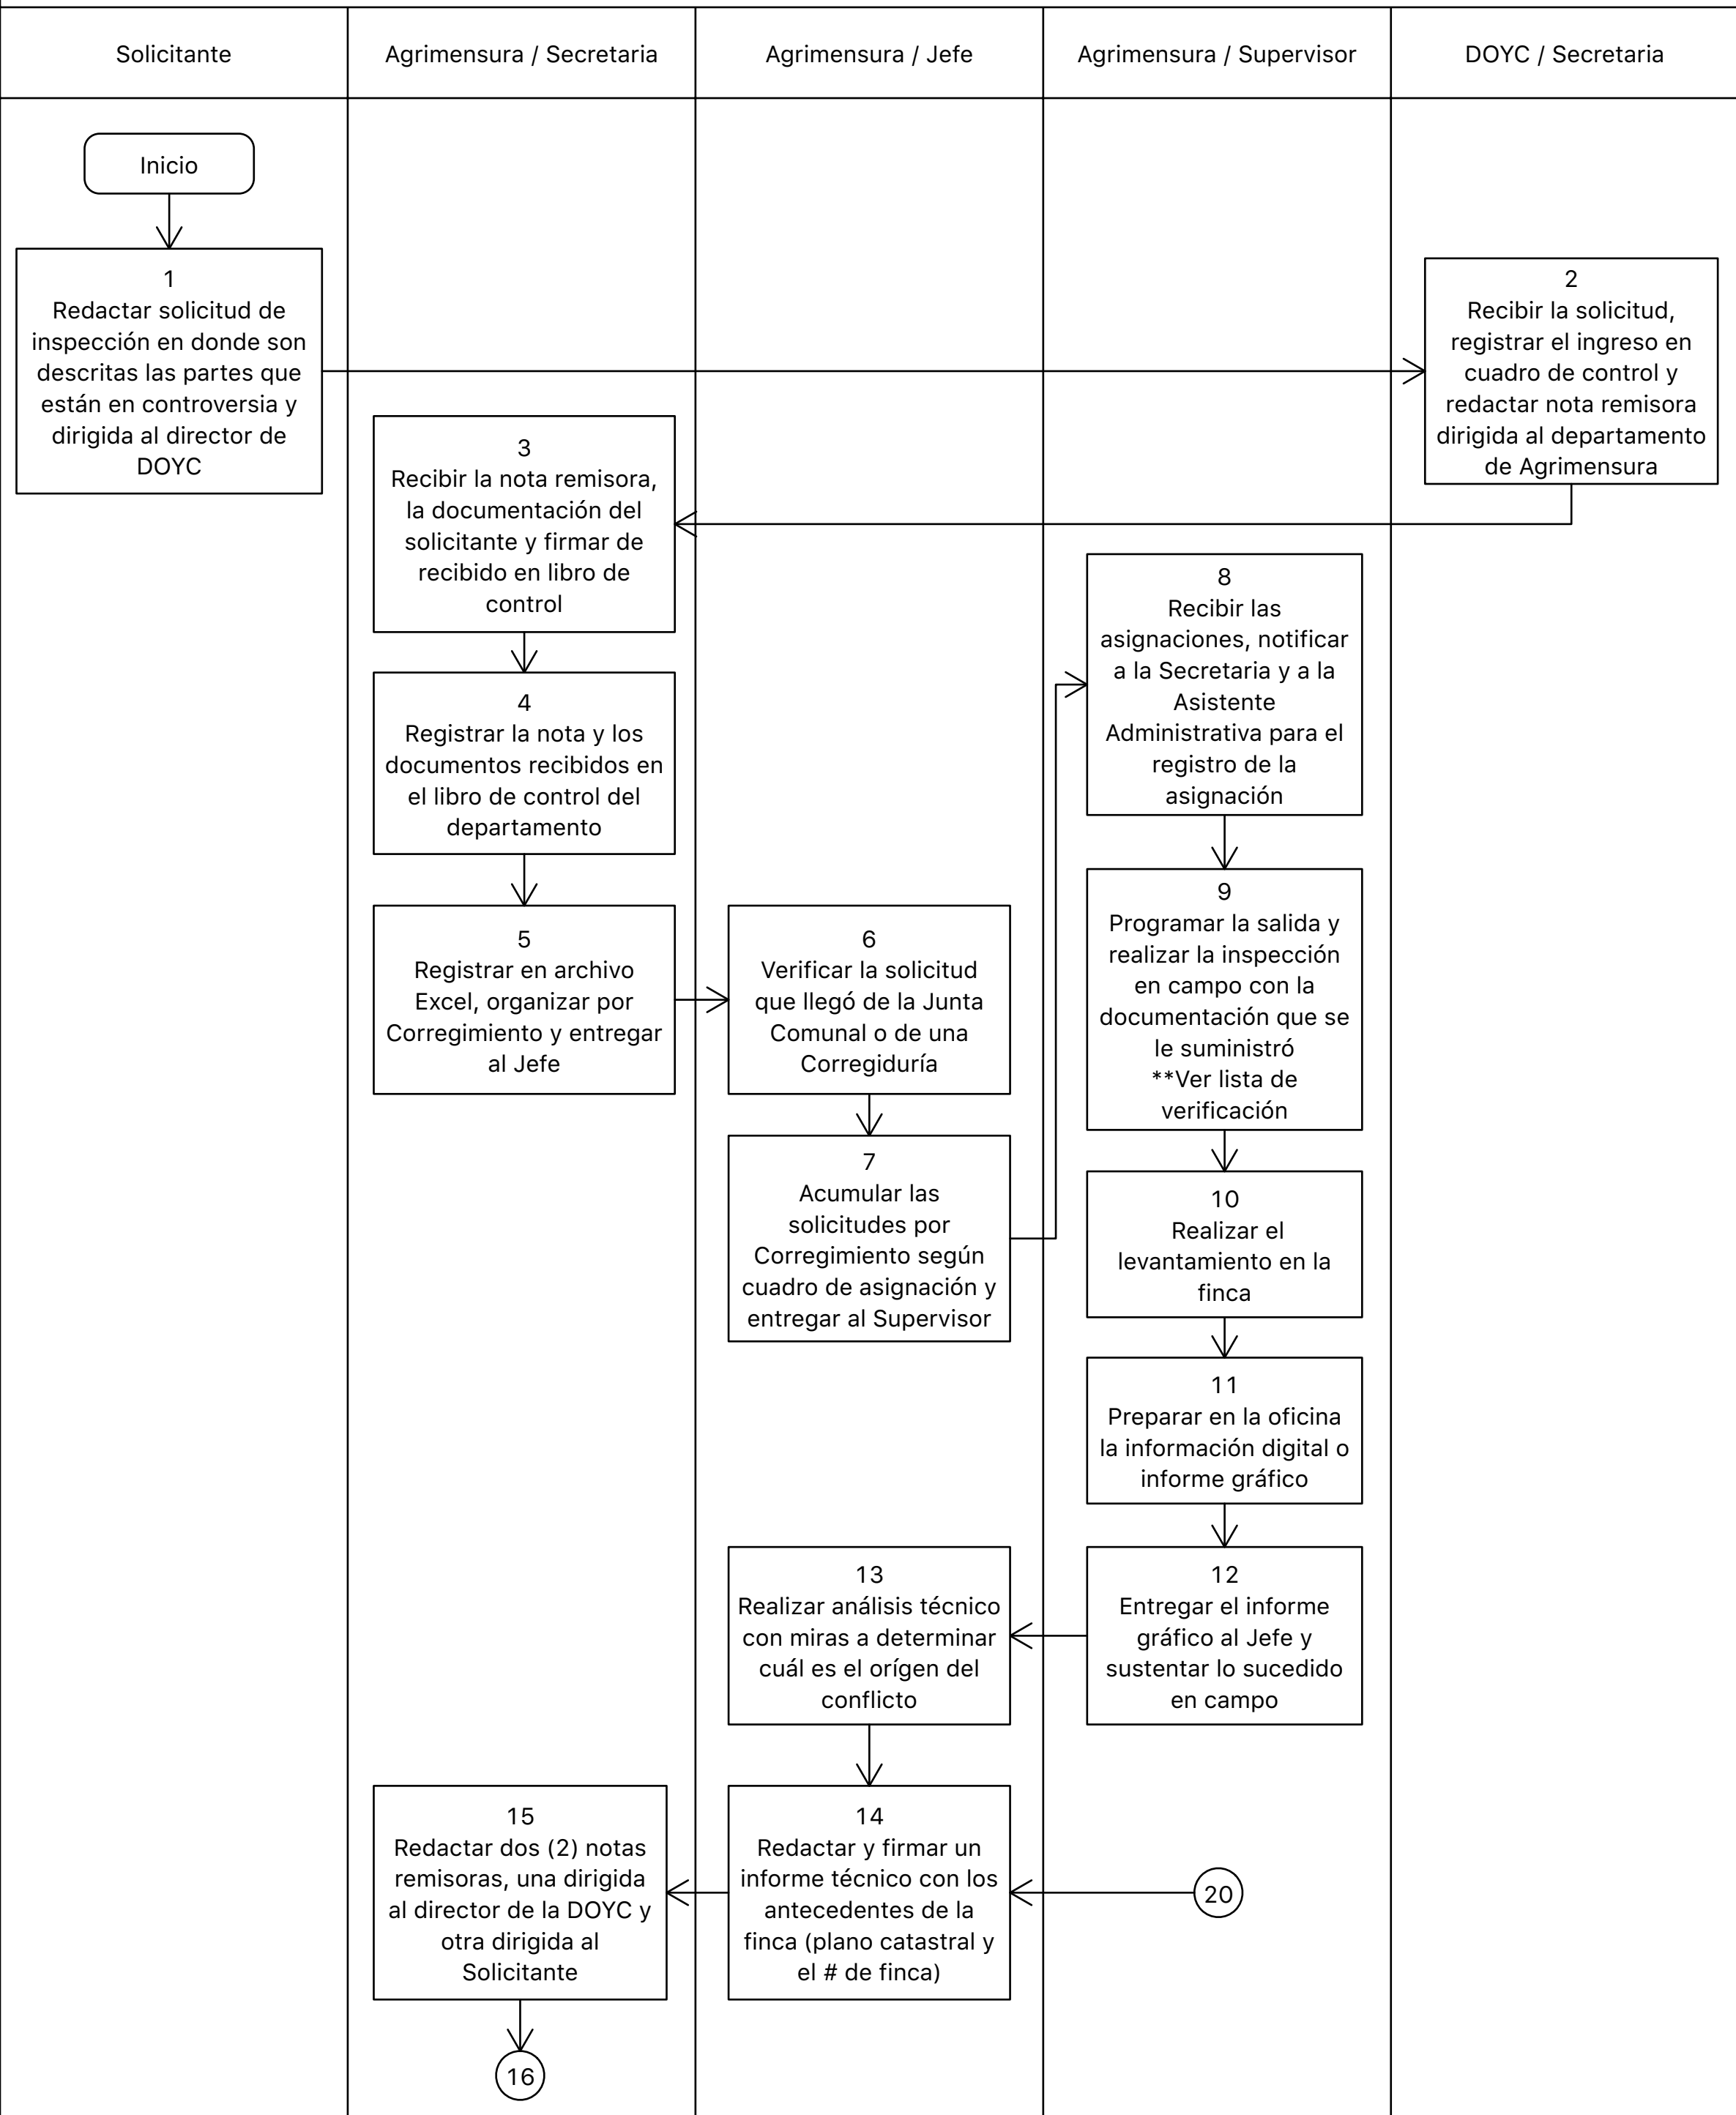 Solicitante
Agrimensura / Secretaria
Agrimensura / Jefe
Agrimensura / Supervisor
DOYC / Secretaria
Inicio
1
Redactar solicitud de
inspección en donde son
descritas las partes que
están en controversia y
dirigida al director de
DOYC
2
Recibir la solicitud,
registrar el ingreso en
cuadro de control y
redactar nota remisora
dirigida al departamento
de Agrimensura
3
Recibir la nota remisora,
la documentación del
solicitante y firmar de
recibido en libro de
control
4
Registrar la nota y los
documentos recibidos en
el libro de control del
departamento
5
Registrar en archivo
Excel, organizar por
Corregimiento y entregar
al Jefe
6
Verificar la solicitud
que llegó de la Junta
Comunal o de una
Corregiduría
7
Acumular las
solicitudes por
Corregimiento según
cuadro de asignación y
entregar al Supervisor
8
Recibir las
asignaciones, notificar
a la Secretaria y a la
Asistente
Administrativa para el
registro de la
asignación
9
Programar la salida y
realizar la inspección
en campo con la
documentación que se
le suministró
**Ver lista de
verificación
10
Realizar el
levantamiento en la
finca
11
Preparar en la oficina
la información digital o
informe gráfico
12
Entregar el informe
gráfico al Jefe y
sustentar lo sucedido
en campo
13
Realizar análisis técnico
con miras a determinar
cuál es el orígen del
conflicto
14
Redactar y firmar un
informe técnico con los
antecedentes de la
finca (plano catastral y
el # de finca)
20
15
Redactar dos (2) notas
remisoras, una dirigida
al director de la DOYC y
otra dirigida al
Solicitante
16